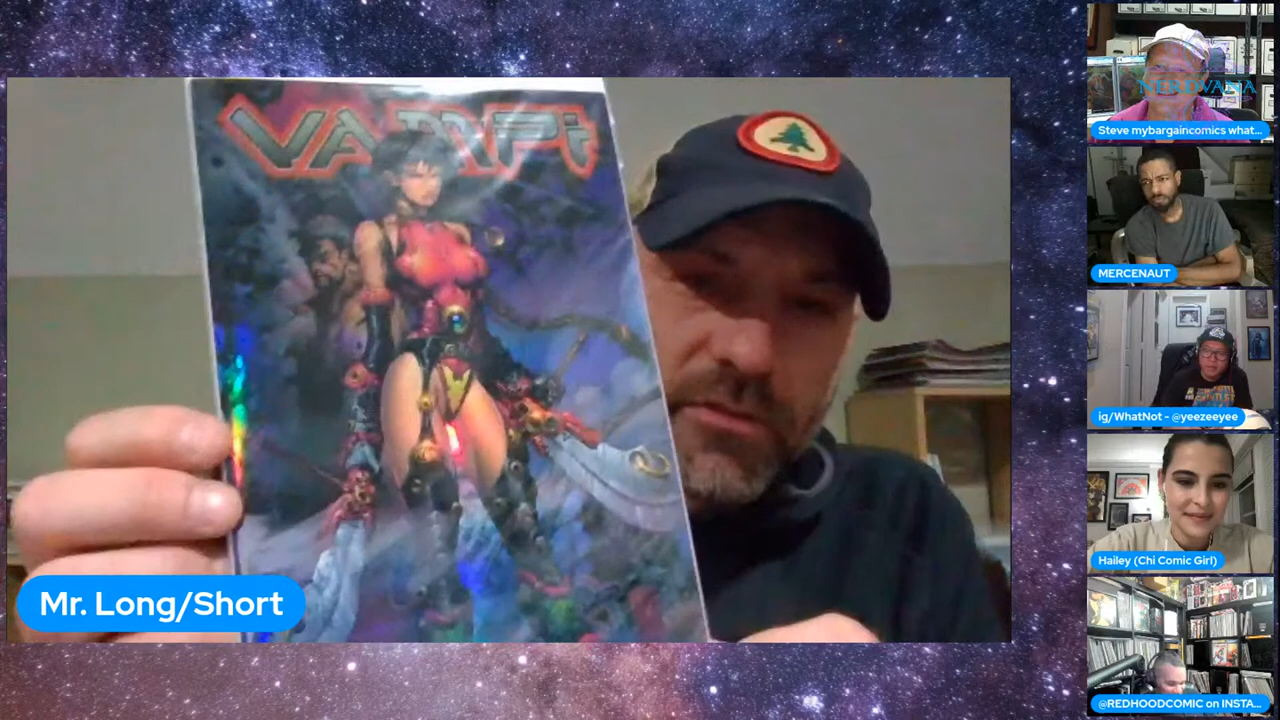 VAMPi
Mr. Long/Short
NERDVANA
Steve mybargaincomics what...
MERCENAUT
ig/WhatNot - @yeezeeyee
Hailey (Chi Comic Girl)
@REDHOODCOMIC on INSTA...